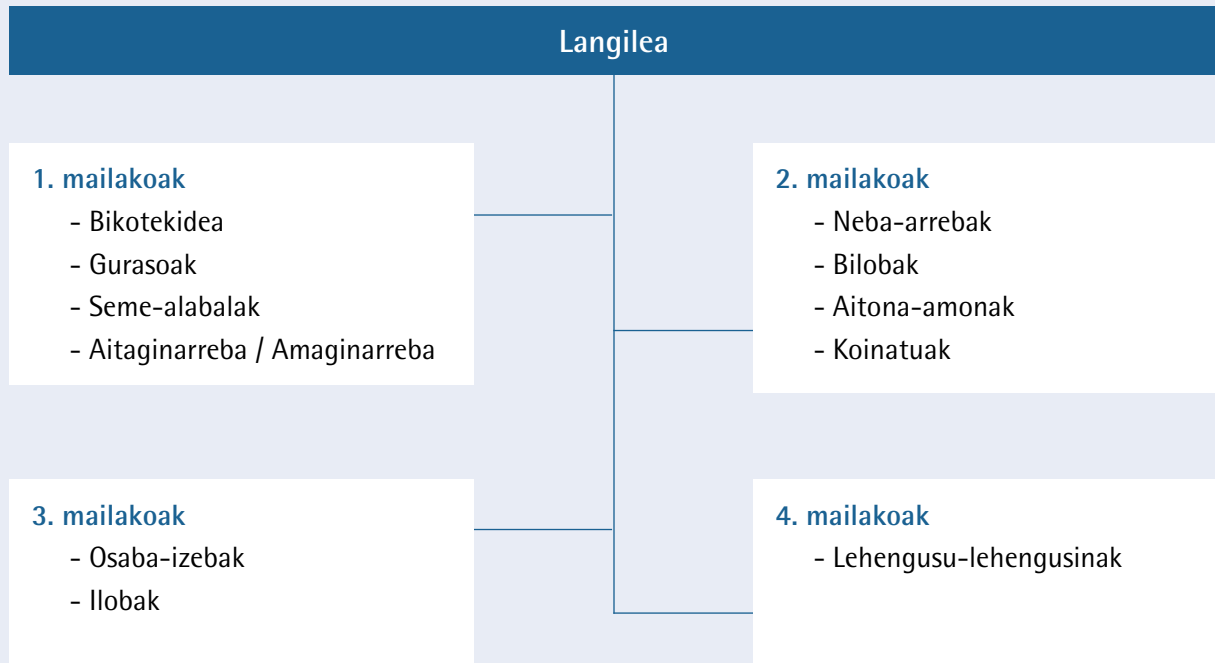 Langilea
1. mailakoak
- Bikotekidea
- Gurasoak
- Seme-alabalak
- Aitaginarreba / Amaginarreba
2. mailakoak
- Neba-arrebak
- Bilobak
- Aitona-amonak
- Koinatuak
3. mailakoak
- Osaba-izebak
- Ilobak
4. mailakoak
- Lehengusu-lehengusinak